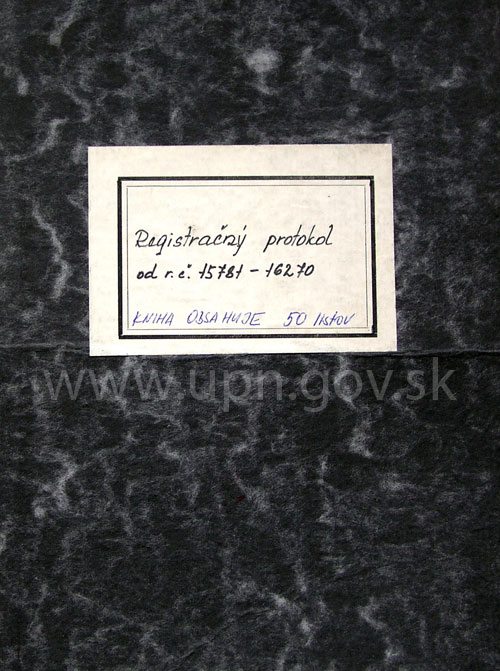 Registračný protokol
od r.č. 15781 - 16270
KNIHA OBSAHUJE 50 listov
www.upn.gov.sk